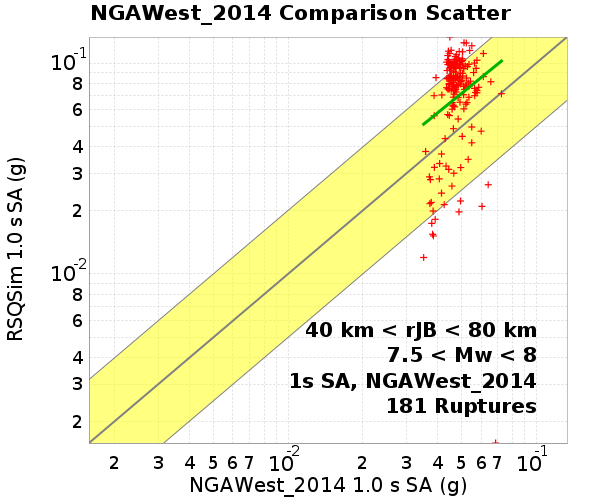 NGAWest_2014 Comparison Scatter
RSQSim 1.0 s SA (g)
10-1
8
6
4
3
2
10-2
8
6
4
3
2
40 km < rJB < 80 km
7.5 < Mw < 8
1s SA, NGAWest_2014
181 Ruptures
2 3 4 5 6 7 10-2 2 3 4 5 6 7 10-1
NGAWest_2014 1.0 s SA (g)